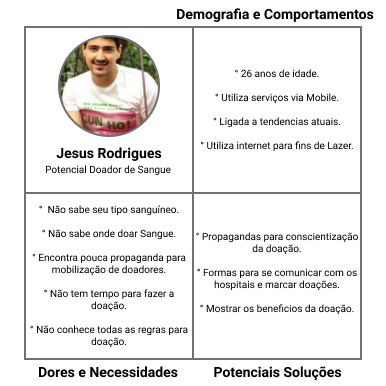 Demografia e Comportamentos
° 26 anos de idade.
° Utiliza serviços via Mobile.
° Ligada a tendencias atuais.
° Utiliza internet para fins de Lazer.
GUN HO!
Jesus Rodrigues
Potencial Doador de Sangue
° Não sabe seu tipo sanguíneo.
° Não sabe onde doar Sangue.
° Encontra pouca propaganda para
mobilização de doadores.
° Não tem tempo para fazer a
doação.
° Não conhece todas as regras para
doação.
° Propagandas para conscientização
da doação.
° Formas para se comunicar com os
hospitais e marcar doações.
° Mostrar os beneficios da doação.
Dores e Necessidades
Potenciais Soluções